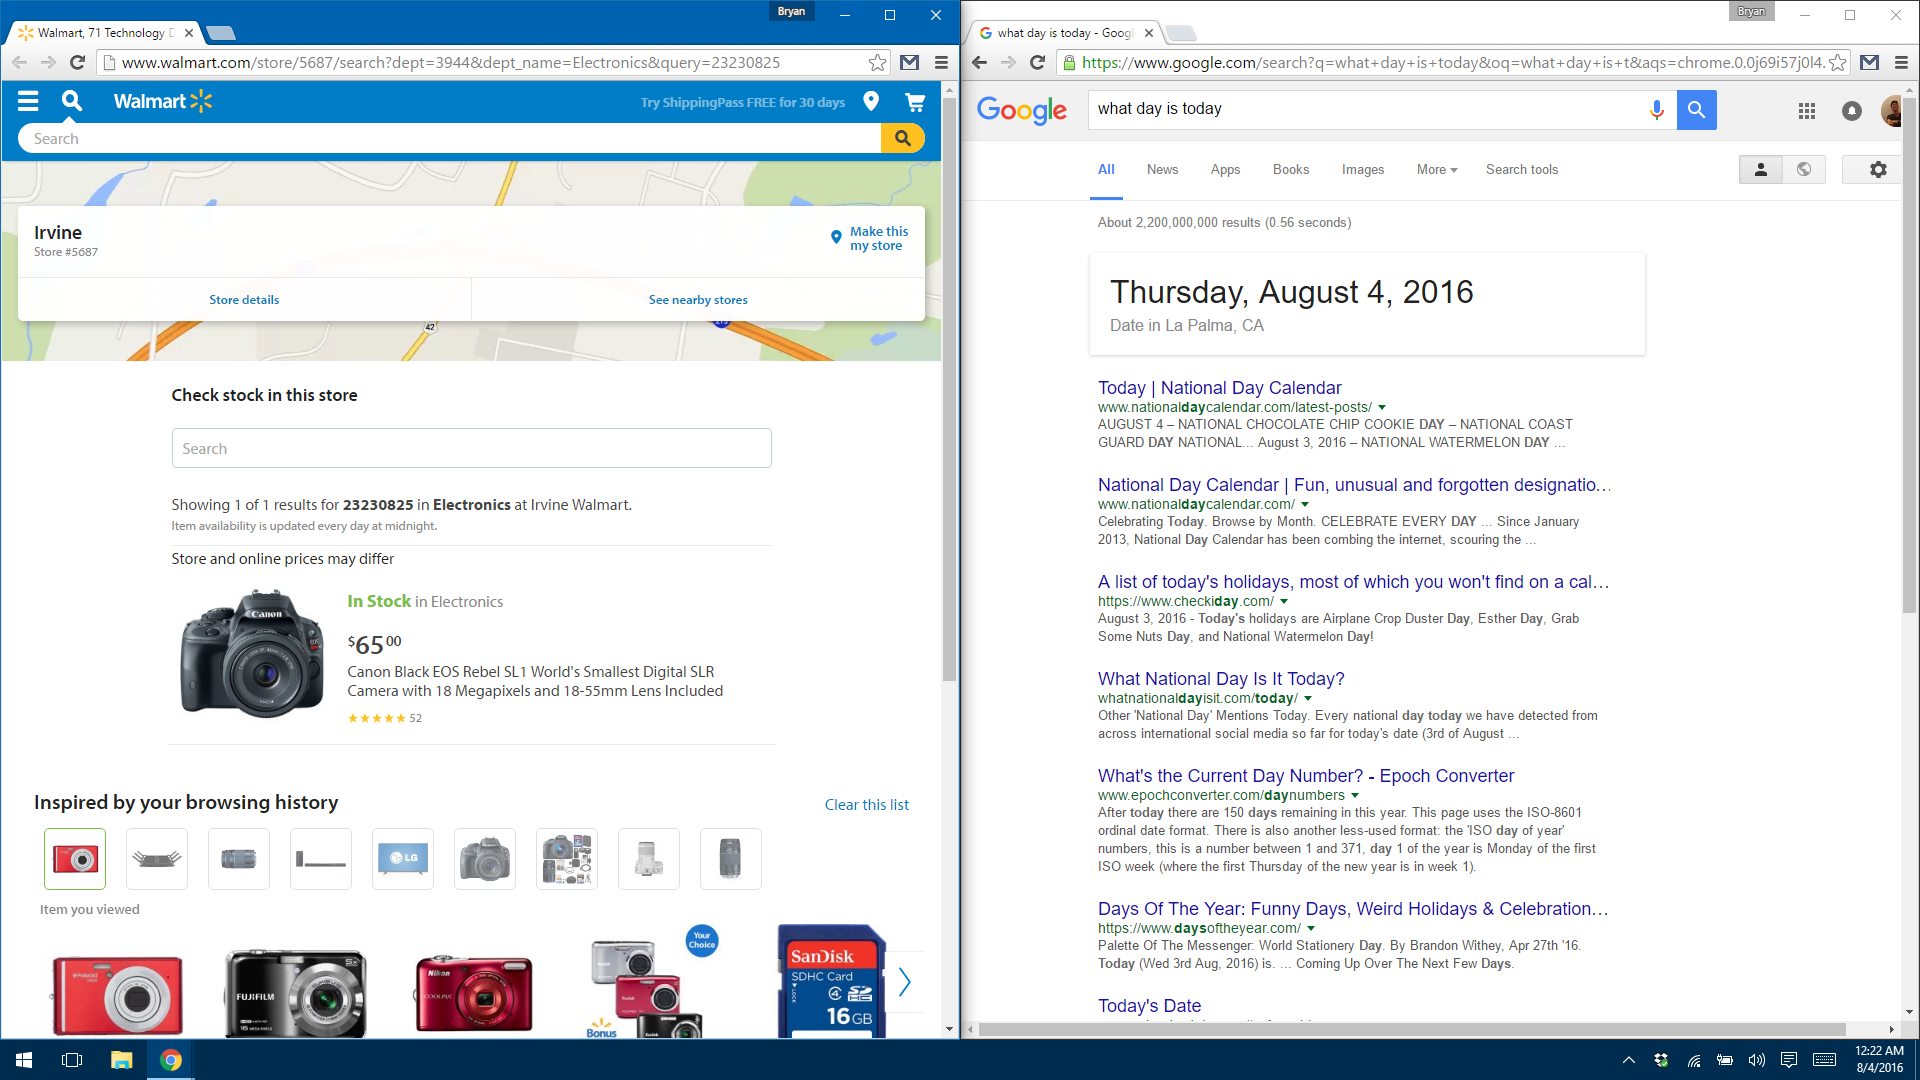 Bryan
Walmart, 71 Technology D
www.walmart.com/store/5687/search?dept=3944&dept_name=Electronics&query=23230825
Walmart
Try ShippingPass FREE for 30 days
Search
Irvine
Store #5687
Make this
my store
Store details
See nearby stores
42
Check stock in this store
Search
Showing 1 of 1 results for 23230825 in Electronics at Irvine Walmart.
Item availability is updated every day at midnight.
Store and online prices may differ
Canon
In Stock in Electronics
$65 00
Canon Black EOS Rebel SL1 World's Smallest Digital SLR
Camera with 18 Megapixels and 18-55mm Lens Included
52
Inspired by your browsing history
Clear this list
LG
Item you viewed
Polaroid
FUJIFILM
5x
16 MEGA PIXELS
Nikon
COOLPIX
Your
Choice
Kodak
Kodak
Kodak
Bonus
SanDisk
SDHC Card
LOCK
4
16 GB
Bryan
what day is today - Googl
https://www.google.com/search?q=what+day+is+today&oq=what+day+is+t&aqs=chrome.0.0j69i57j0l4.
Google
what day is today
All
News
Apps
Books
Images
More
Search tools
About 2,200,000,000 results (0.56 seconds)
Thursday, August 4, 2016
Date in La Palma, CA
Today | National Day Calendar
www.nationaldaycalendar.com/latest-posts/
AUGUST 4 – NATIONAL CHOCOLATE CHIP COOKIE DAY – NATIONAL COAST
GUARD DAY NATIONAL... August 3, 2016 – NATIONAL WATERMELON DAY ...
National Day Calendar | Fun, unusual and forgotten designatio...
www.nationaldaycalendar.com/
Celebrating Today. Browse by Month. CELEBRATE EVERY DAY ... Since January
2013, National Day Calendar has been combing the internet, scouring the ...
A list of today's holidays, most of which you won't find on a cal...
https://www.checkiday.com/
August 3, 2016 - Today's holidays are Airplane Crop Duster Day, Esther Day, Grab
Some Nuts Day, and National Watermelon Day!
What National Day Is It Today?
whatnationaldayisit.com/today/
Other 'National Day' Mentions Today. Every national day today we have detected from
across international social media so far for today's date (3rd of August ...
What's the Current Day Number? - Epoch Converter
www.epochconverter.com/daynumbers
After today there are 150 days remaining in this year. This page uses the ISO-8601
ordinal date format. There is also another less-used format: the 'ISO day of year'
numbers, this is a number between 1 and 371, day 1 of the year is Monday of the first
ISO week (where the first Thursday of the new year is in week 1).
Days Of The Year: Funny Days, Weird Holidays & Celebration...
https://www.daysoftheyear.com/
Palette Of The Messenger: World Stationery Day. By Brandon Withey, Apr 27th '16.
Today (Wed 3rd Aug, 2016) is. ... Coming Up Over The Next Few Days.
Today's Date
12:22 AM
8/4/2016